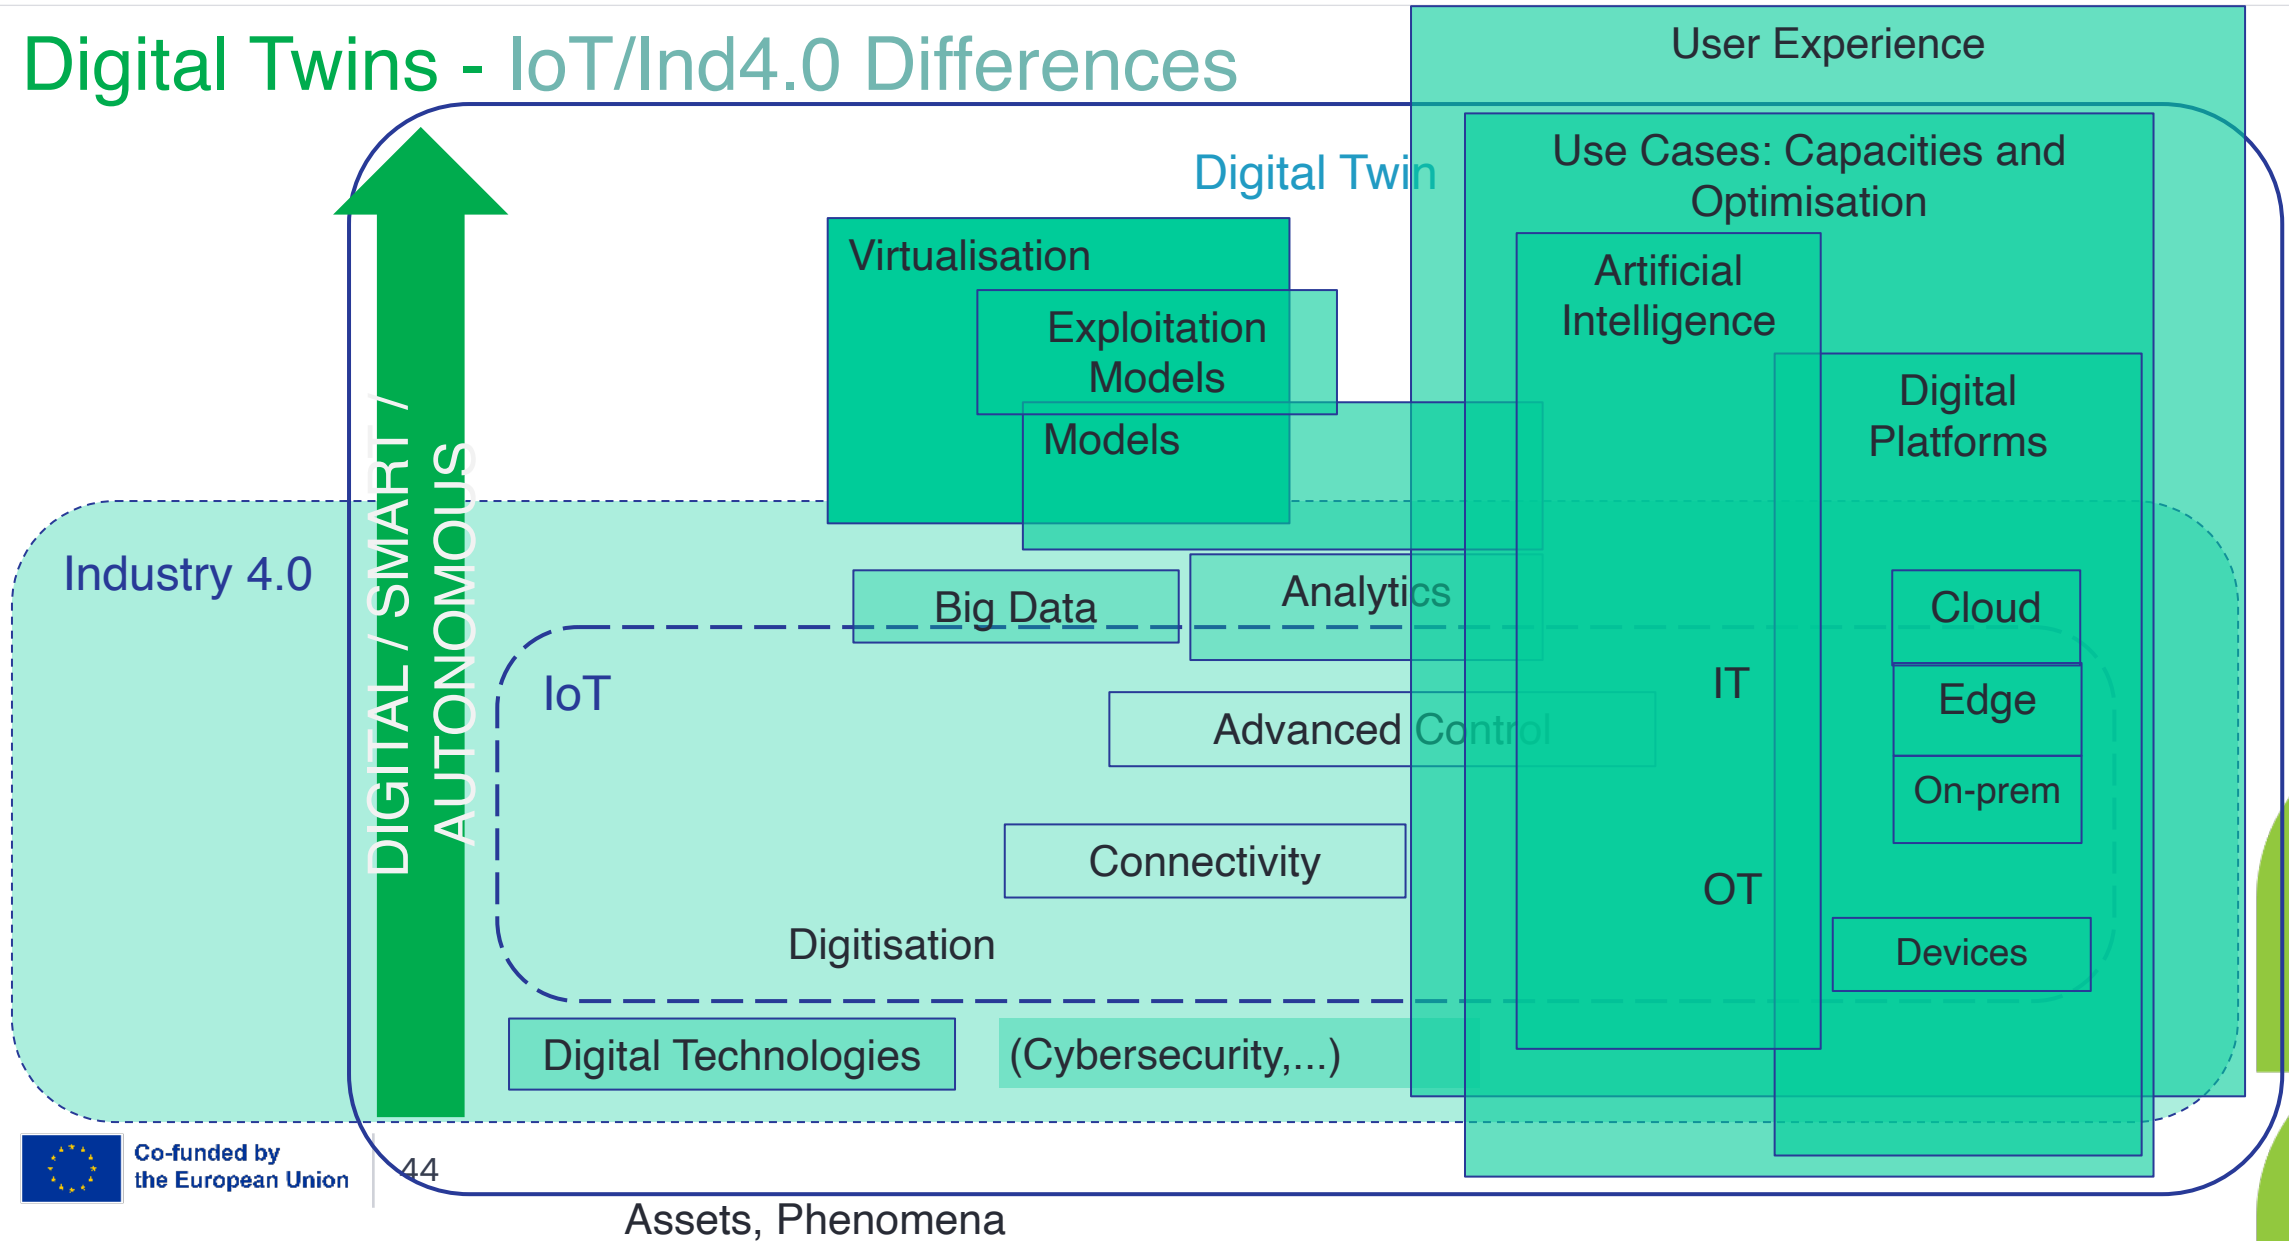 Digital Twins - IoT/Ind4.0 Differences
User Experience
Use Cases: Capacities and
Optimisation
Digital Twin
Virtualisation
Exploitation
Models
Models
Artificial
Intelligence
Digital
Platforms
DIGITAL / SMART /
AUTONOMOUS
Industry 4.0
Big Data
Analytics
Cloud
IoT
IT
Edge
Advanced Control
On-prem
Connectivity
OT
Digitisation
Devices
Digital Technologies
(Cybersecurity,...)
Co-funded by
the European Union
44
Assets, Phenomena